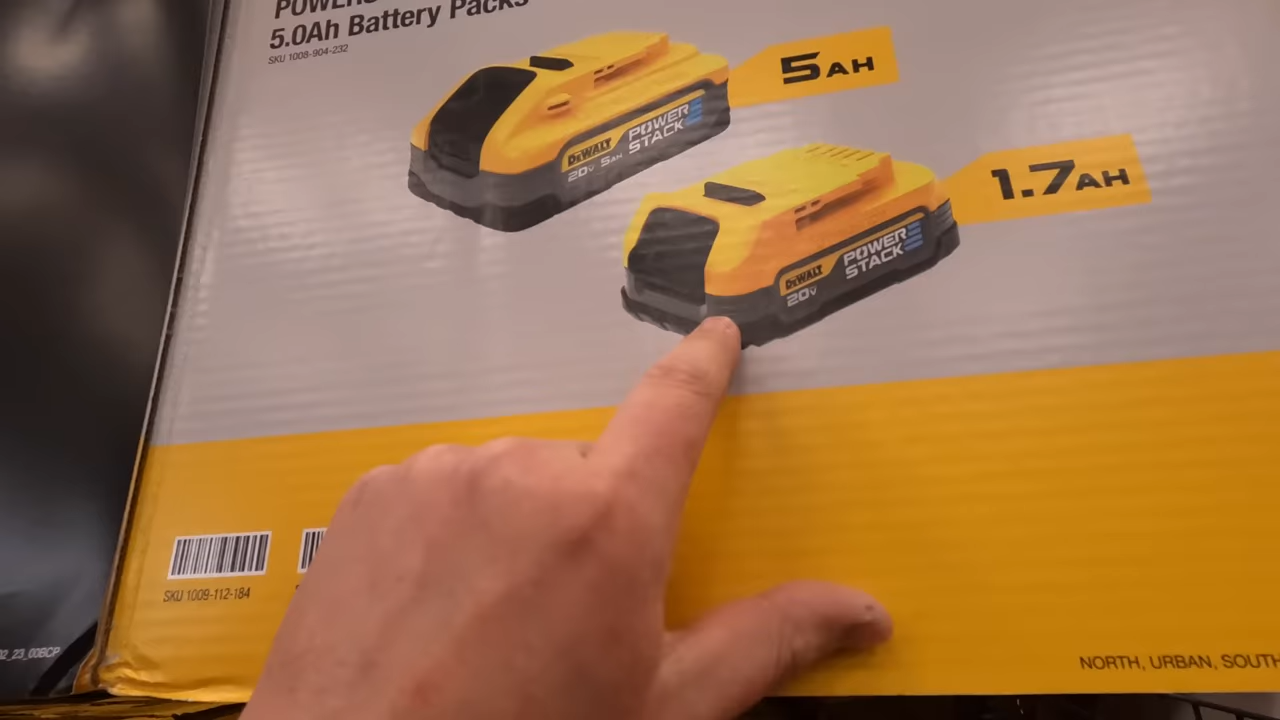 5.0Ah Battery Packs
SKU 1008-904-232
5AH
DEWALT
20V 5AH
POWER
STACK
1.7AH
DEWALT
20V
POWER
STACK
SKU 1009-112-184
02_23_00BCP
NORTH, URBAN, SOUTH